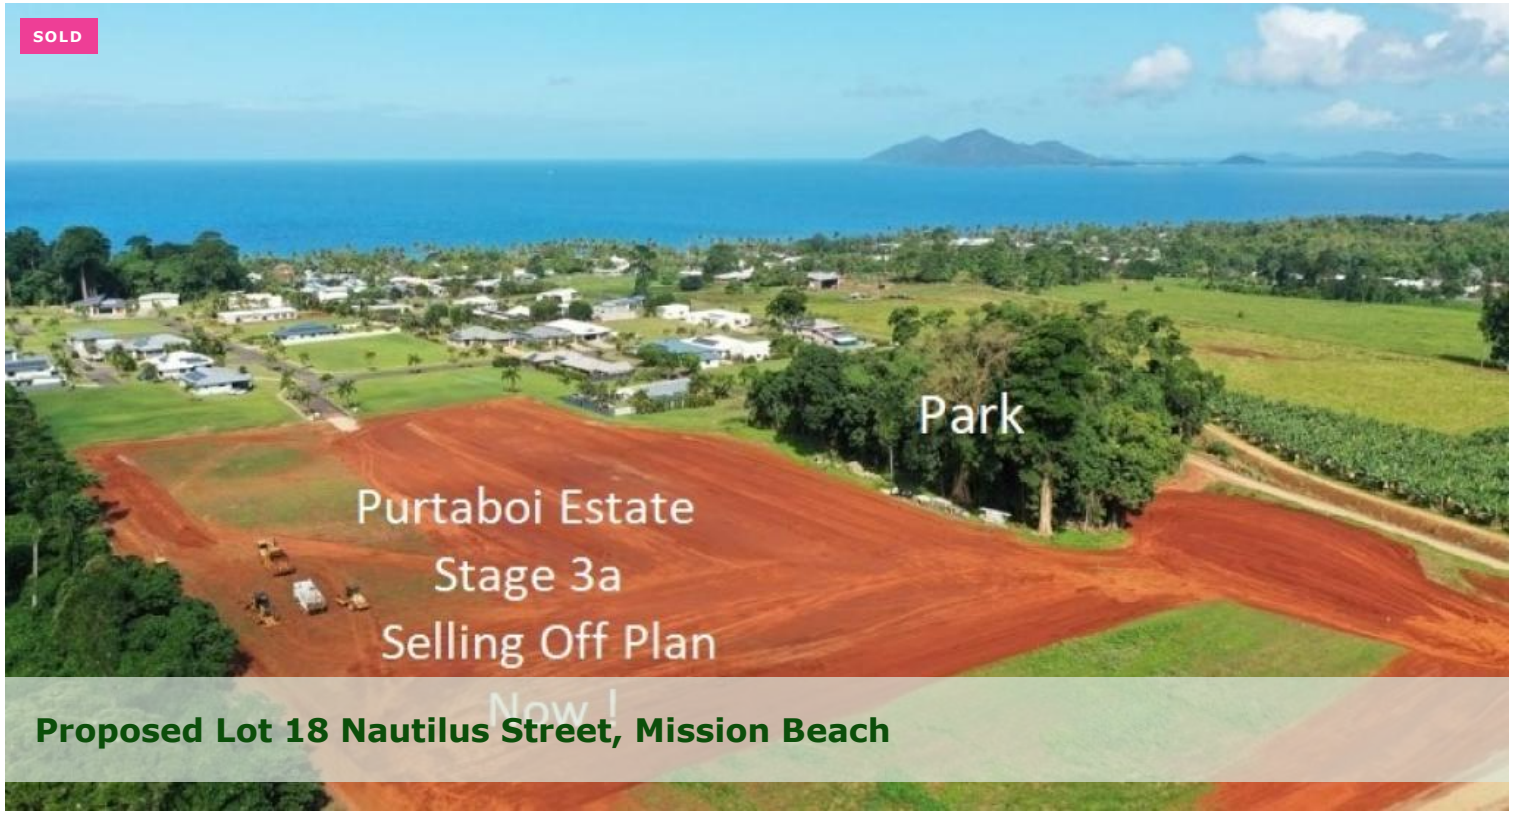 SOLD
Park
Purtaboi Estate
Stage 3a
Selling Off Plan
Now !
Proposed Lot 18 Nautilus Street, Mission Beach